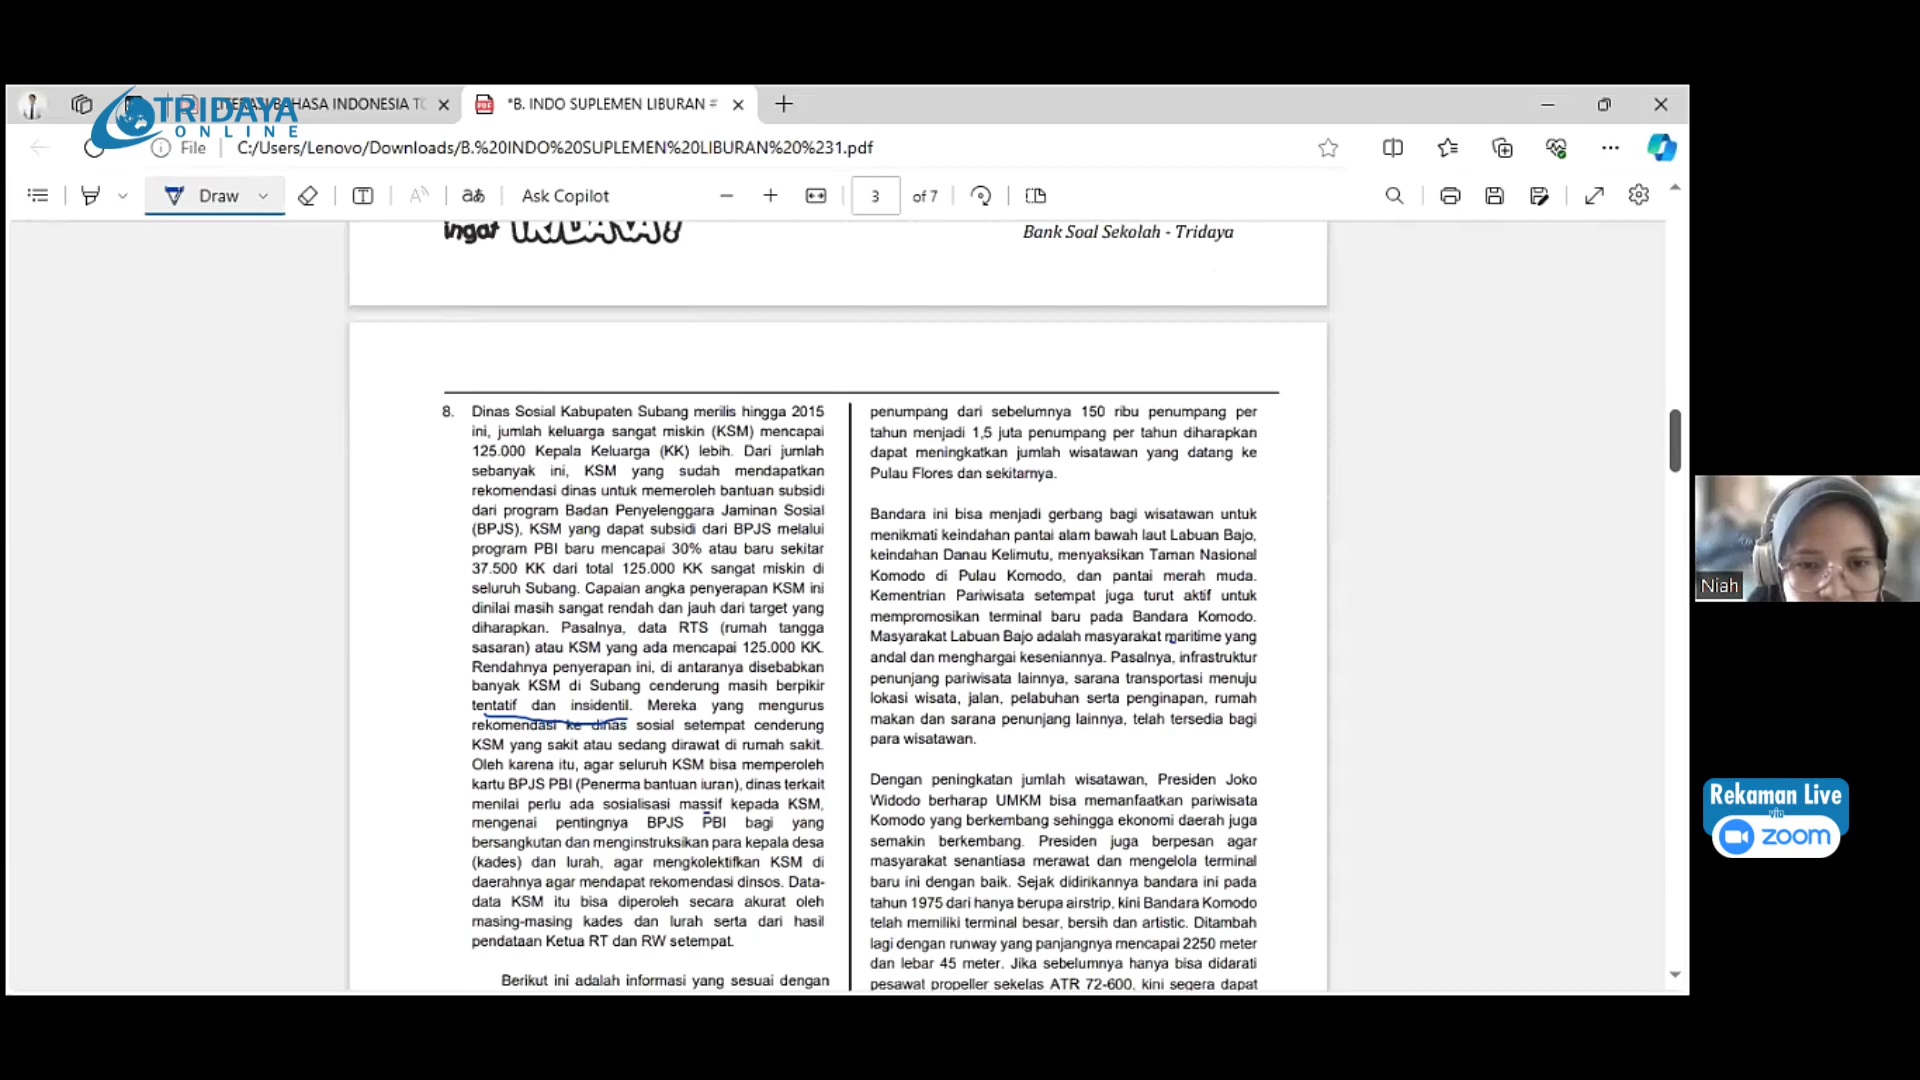 TRIDAYA
ONLINE
BAHASA INDONESIA
*B. INDO SUPLEMEN LIBURAN #
File
C:/Users/Lenovo/Downloads/B.%20INDO%20SUPLEMEN%20LIBURAN%20%231.pdf
Draw
Ask Copilot
3 of 7
ingat TRIDAYA!
Bank Soal Sekolah - Tridaya
8. Dinas Sosial Kabupaten Subang merilis hingga 2015
ini, jumlah keluarga sangat miskin (KSM) mencapai
125.000 Kepala Keluarga (KK) lebih. Dari jumlah
sebanyak ini, KSM yang sudah mendapatkan
rekomendasi dinas untuk memeroleh bantuan subsidi
dari program Badan Penyelenggara Jaminan Sosial
(BPJS), KSM yang dapat subsidi dari BPJS melalui
program PBI baru mencapai 30% atau baru sekitar
37.500 KK dari total 125.000 KK sangat miskin di
seluruh Subang. Capaian angka penyerapan KSM ini
dinilai masih sangat rendah dan jauh dari target yang
diharapkan. Pasalnya, data RTS (rumah tangga
sasaran) atau KSM yang ada mencapai 125.000 KK.
Rendahnya penyerapan ini, di antaranya disebabkan
banyak KSM di Subang cenderung masih berpikir
tentatif dan insidentil. Mereka yang mengurus
rekomendasi ke dinas sosial setempat cenderung
KSM yang sakit atau sedang dirawat di rumah sakit.
Oleh karena itu, agar seluruh KSM bisa memperoleh
kartu BPJS PBI (Penerma bantuan iuran), dinas terkait
menilai perlu ada sosialisasi massif kepada KSM,
mengenai pentingnya BPJS PBI bagi yang
bersangkutan dan menginstruksikan para kepala desa
(kades) dan lurah, agar mengkolektifkan KSM di
daerahnya agar mendapat rekomendasi dinsos. Data-
data KSM itu bisa diperoleh secara akurat oleh
masing-masing kades dan lurah serta dari hasil
pendataan Ketua RT dan RW setempat.
Berikut ini adalah informasi yang sesuai dengan
penumpang dari sebelumnya 150 ribu penumpang per
tahun menjadi 1,5 juta penumpang per tahun diharapkan
dapat meningkatkan jumlah wisatawan yang datang ke
Pulau Flores dan sekitarnya.
Bandara ini bisa menjadi gerbang bagi wisatawan untuk
menikmati keindahan pantai alam bawah laut Labuan Bajo,
keindahan Danau Kelimutu, menyaksikan Taman Nasional
Komodo di Pulau Komodo, dan pantai merah muda.
Kementrian Pariwisata setempat juga turut aktif untuk
mempromosikan terminal baru pada Bandara Komodo.
Masyarakat Labuan Bajo adalah masyarakat maritime yang
andal dan menghargai keseniannya. Pasalnya, infrastruktur
penunjang pariwisata lainnya, sarana transportasi menuju
lokasi wisata, jalan, pelabuhan serta penginapan, rumah
makan dan sarana penunjang lainnya, telah tersedia bagi
para wisatawan.
Dengan peningkatan jumlah wisatawan, Presiden Joko
Widodo berharap UMKM bisa memanfaatkan pariwisata
Komodo yang berkembang sehingga ekonomi daerah juga
semakin berkembang. Presiden juga berpesan agar
masyarakat senantiasa merawat dan mengelola terminal
baru ini dengan baik. Sejak didirikannya bandara ini pada
tahun 1975 dari hanya berupa airstrip, kini Bandara Komodo
telah memiliki terminal besar, bersih dan artistic. Ditambah
lagi dengan runway yang panjangnya mencapai 2250 meter
dan lebar 45 meter. Jika sebelumnya hanya bisa didarati
pesawat propeller sekelas ATR 72-600, kini segera dapat
Niah
Rekaman Live
via
zoom